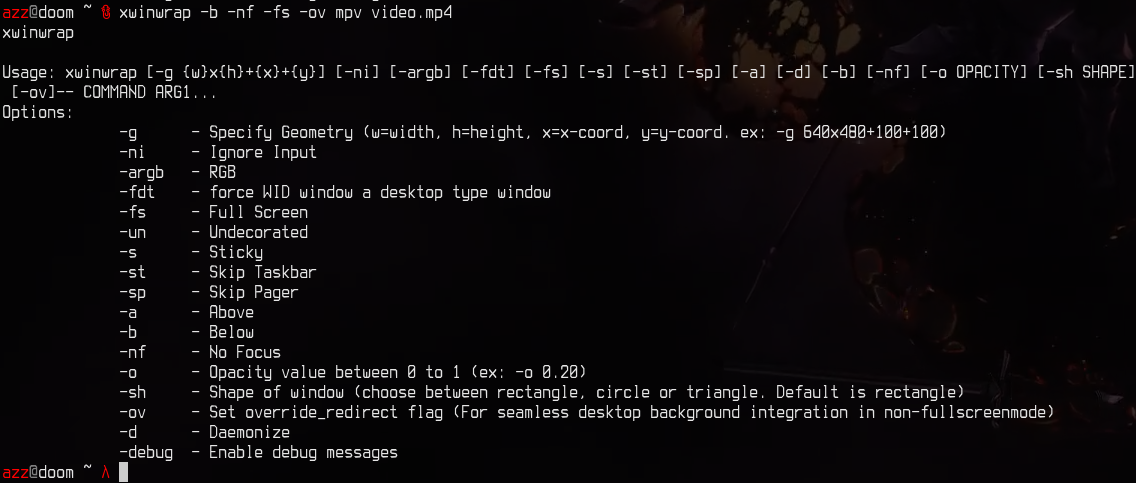 azz@doom ~ xwinwrap -b -nf -fs -ov mpv video.mp4
xwinwrap
Usage: xwinwrap [-g {w}x{h}+{x}+{y}] [-ni] [-argb] [-fdt] [-fs] [-s] [-st] [-sp] [-a] [-d] [-b] [-nf] [-o OPACITY] [-sh SHAPE]
[-ov]-- COMMAND ARG1...
Options:
-g - Specify Geometry (w=width, h=height, x=x-coord, y=y-coord. ex: -g 640x480+100+100)
-ni - Ignore Input
-argb - RGB
-fdt - force WID window a desktop type window
-fs - Full Screen
-un - Undecorated
-s - Sticky
-st - Skip Taskbar
-sp - Skip Pager
-a - Above
-b - Below
-nf - No Focus
-o - Opacity value between 0 to 1 (ex: -o 0.20)
-sh - Shape of window (choose between rectangle, circle or triangle. Default is rectangle)
-ov - Set override_redirect flag (For seamless desktop background integration in non-fullscreenmode)
-d - Daemonize
-debug - Enable debug messages
azz@doom ~ λ